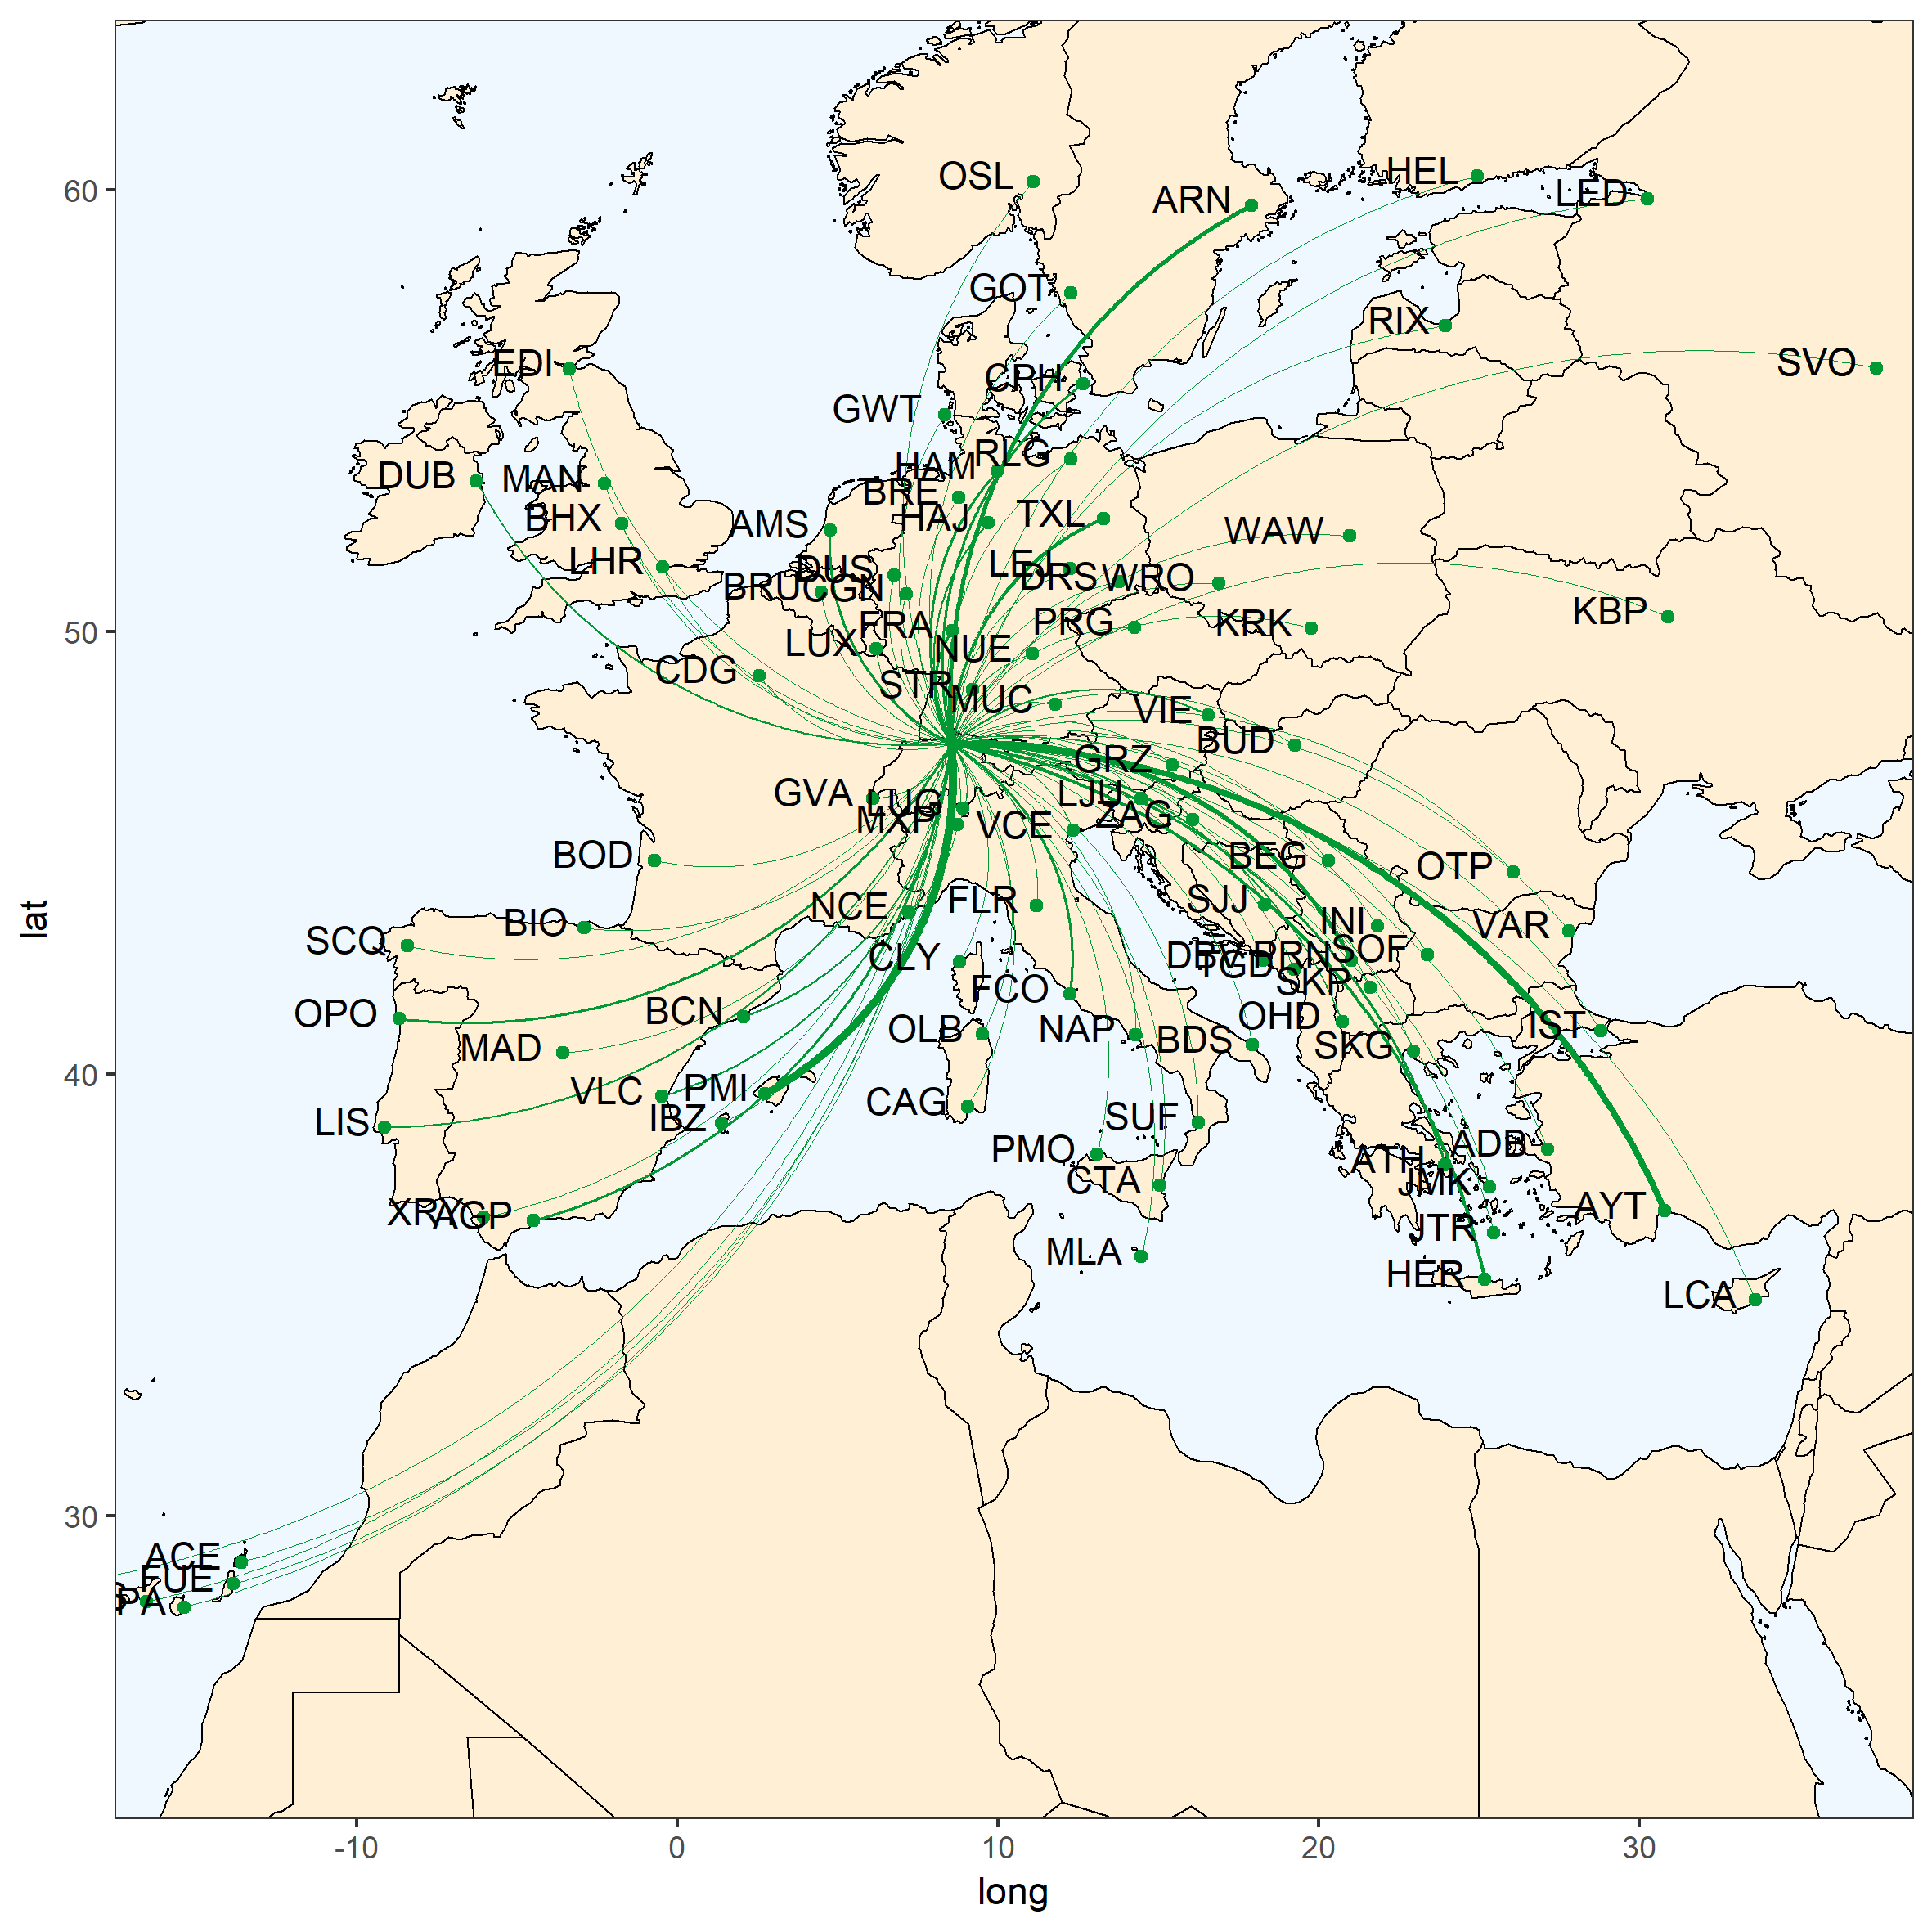 60
50
40
30
lat
-10
0
10
20
30
long
OSL
HEL
LED
ARN
GOT
RIX
SVO
EDI
CPH
GWT
RLG
HAM
DUB
MAN
BRE
BHX
AMS
HAJ
TXL
WAW
LHR
DUS
LEJ
BRU
CGN
DRS
WRO
KBP
FRA
PRG
KRK
LUX
NUE
CDG
STR
MUC
VIE
BUD
GRZ
GVA
LUG
LJU
MXP
VCE
ZAG
BOD
BEG
OTP
NCE
FLR
SJJ
BIO
INI
VAR
SCQ
CLY
DBV
TGD
PRN
SOF
SKP
FCO
OPO
BCN
OLB
NAP
BDS
OHD
IST
MAD
SKG
VLC
PMI
IBZ
CAG
SUF
LIS
PMO
ATH
ADB
CTA
JMK
XRY
AGP
AYT
JTR
MLA
HER
LCA
ACE
FUE
PA